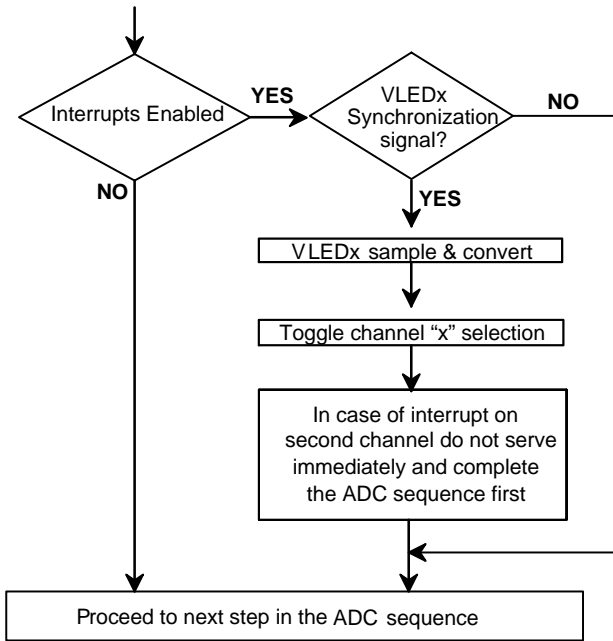 Interrupts Enabled
YES
VLEDx
Synchronization
signal?
NO
NO
YES
VLEDx sample & convert
Toggle channel “x” selection
In case of interrupt on
second channel do not serve
immediately and complete
the ADC sequence first
Proceed to next step in the ADC sequence